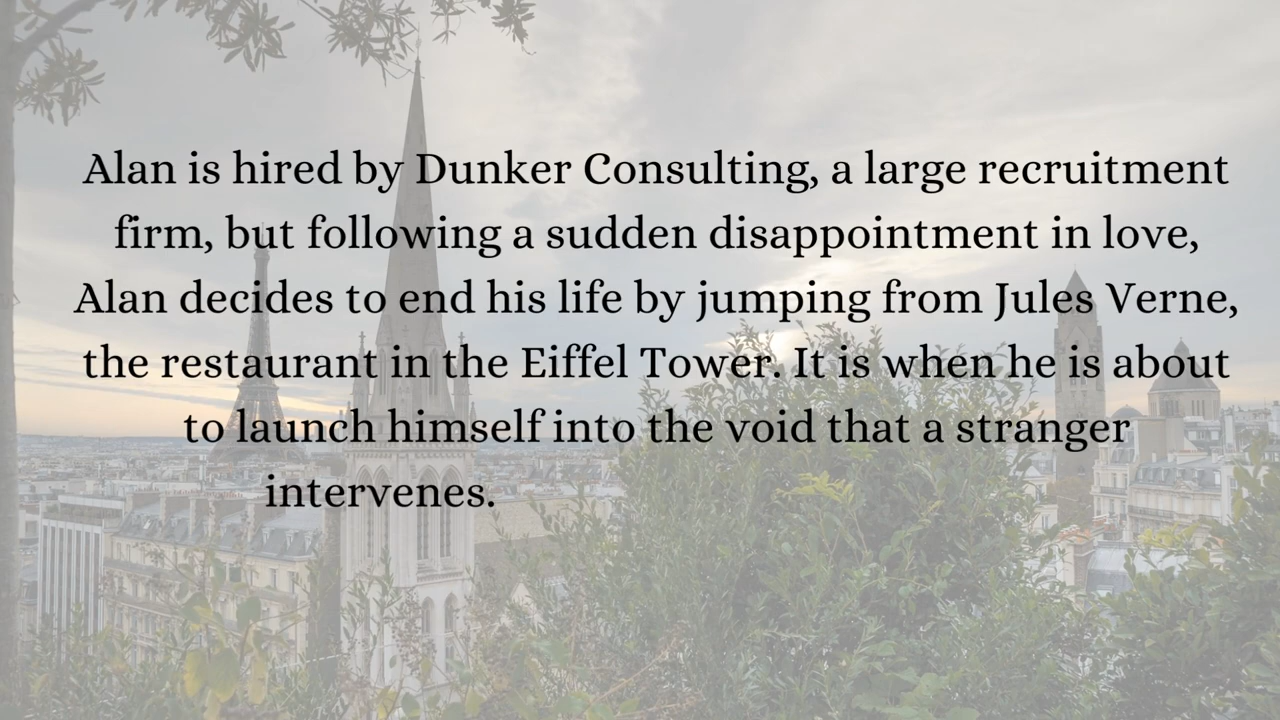 Alan is hired by Dunker Consulting, a large recruitment
firm, but following a sudden disappointment in love,
Alan decides to end his life by jumping from Jules Verne,
the restaurant in the Eiffel Tower. It is when he is about
to launch himself into the void that a stranger
intervenes.